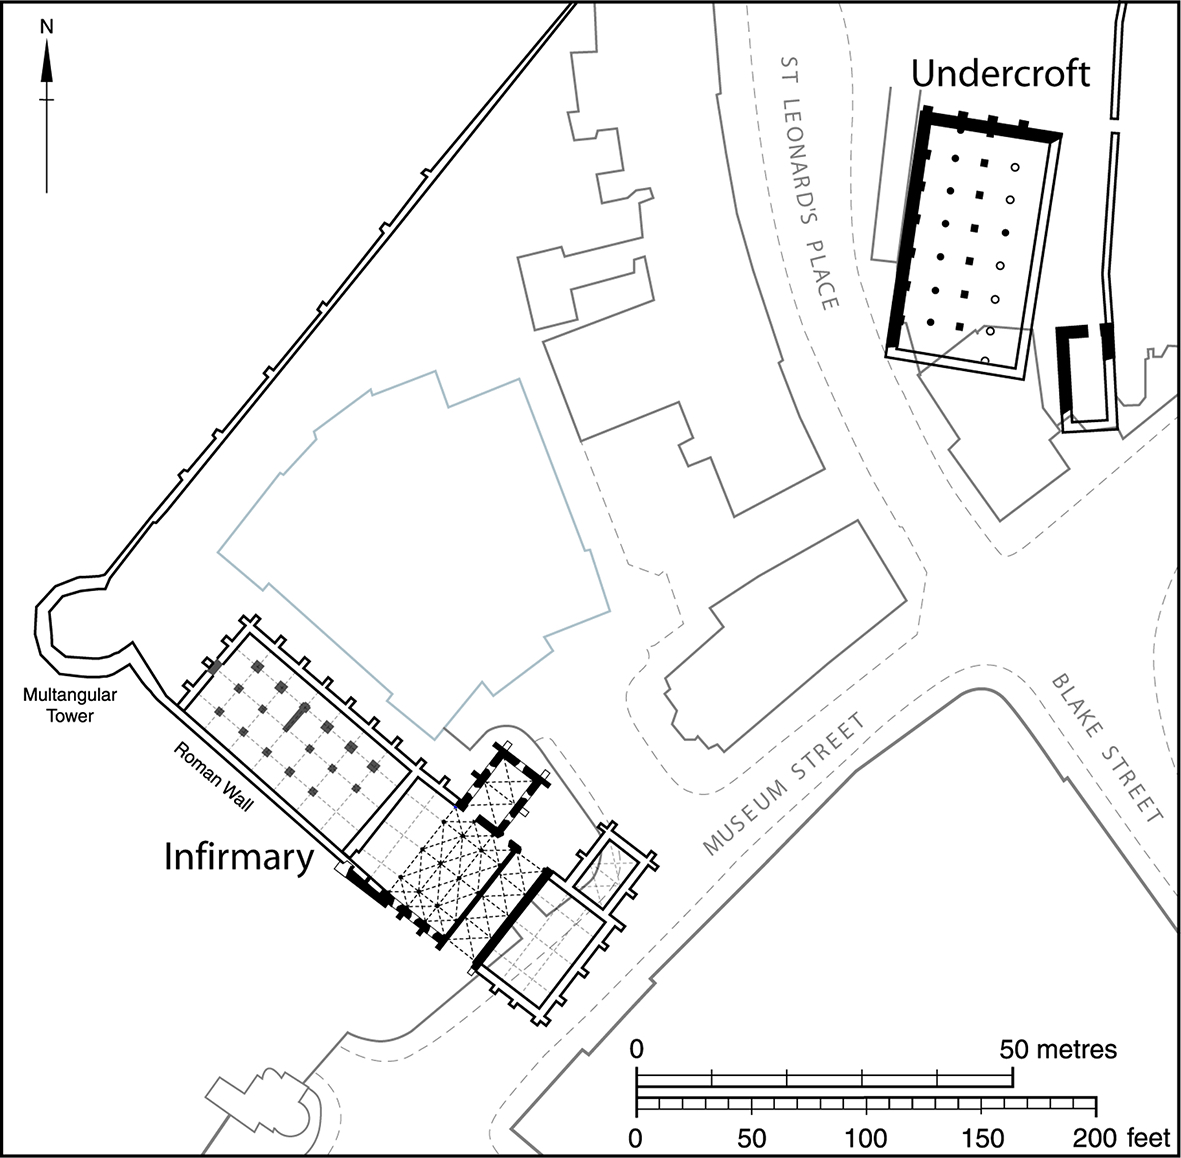 N
Undercroft
ST LEONARD'S PLACE
Multangular
Tower
Roman Wall
BLAKE STREET
MUSEUM STREET
Infirmary
0 50 metres
0 50 100 150 200 feet